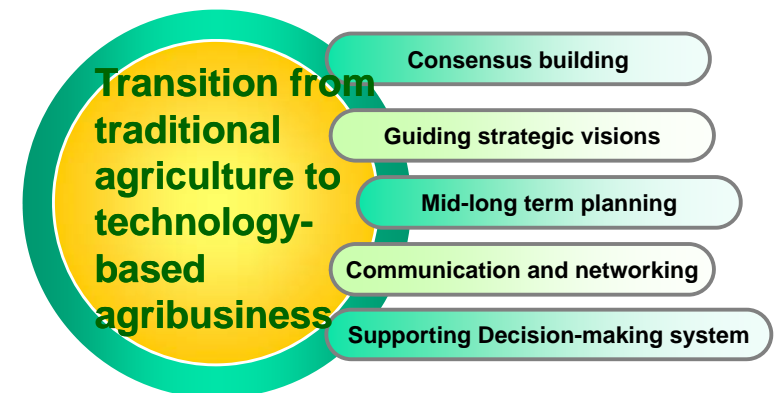 Transition from
traditional
agriculture to
technology-
based
agribusiness
Consensus building
Guiding strategic visions
Mid-long term planning
Communication and networking
Supporting Decision-making system